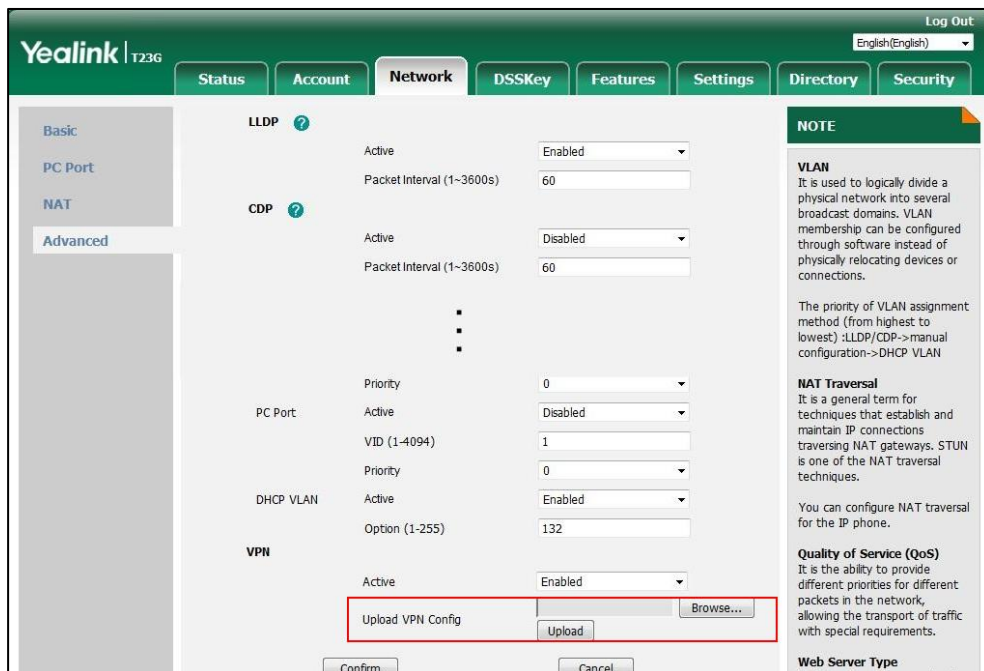 Log Out
Yealink | T23G
English(English)
Status Account Network DSSKey Features Settings Directory Security
Basic
PC Port
NAT
Advanced
LLDP ?
Active Enabled
Packet Interval (1~3600s) 60
CDP ?
Active Disabled
Packet Interval (1~3600s) 60
Priority 0
PC Port Active Disabled
VID (1-4094) 1
Priority 0
DHCP VLAN Active Enabled
Option (1-255) 132
VPN
Active Enabled
Upload VPN Config Browse...
Upload
Confirm Cancel
NOTE
VLAN
It is used to logically divide a
physical network into several
broadcast domains. VLAN
membership can be configured
through software instead of
physically relocating devices or
connections.
The priority of VLAN assignment
method (from highest to
lowest) :LLDP/CDP->manual
configuration->DHCP VLAN
NAT Traversal
It is a general term for
techniques that establish and
maintain IP connections
traversing NAT gateways. STUN
is one of the NAT traversal
techniques.
You can configure NAT traversal
for the IP phone.
Quality of Service (QoS)
It is the ability to provide
different priorities for different
packets in the network,
allowing the transport of traffic
with special requirements.
Web Server Type